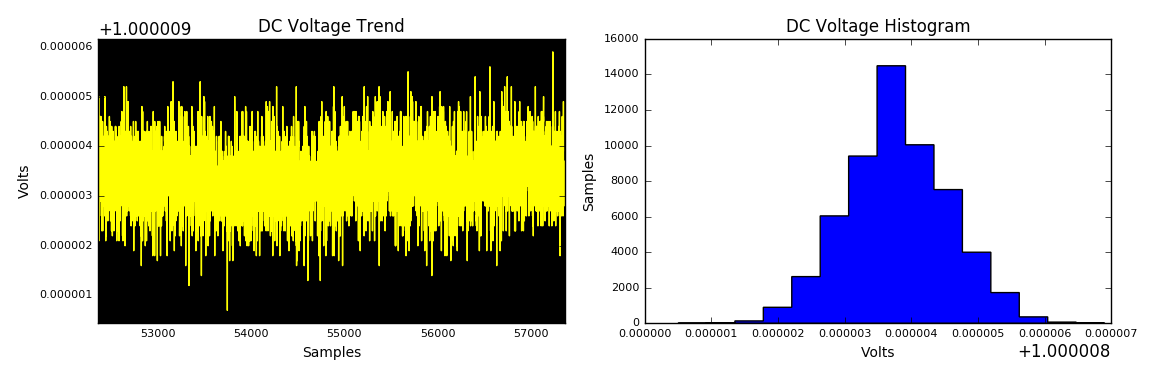 DC Voltage Trend
+1.000009
0.000006
0.000005
0.000004
0.000003
0.000002
0.000001
Volts
53000 54000 55000 56000 57000
Samples
DC Voltage Histogram
16000
14000
12000
10000
8000
6000
4000
2000
0
Samples
0.000000 0.000001 0.000002 0.000003 0.000004 0.000005 0.000006 0.000007
Volts
+1.000008